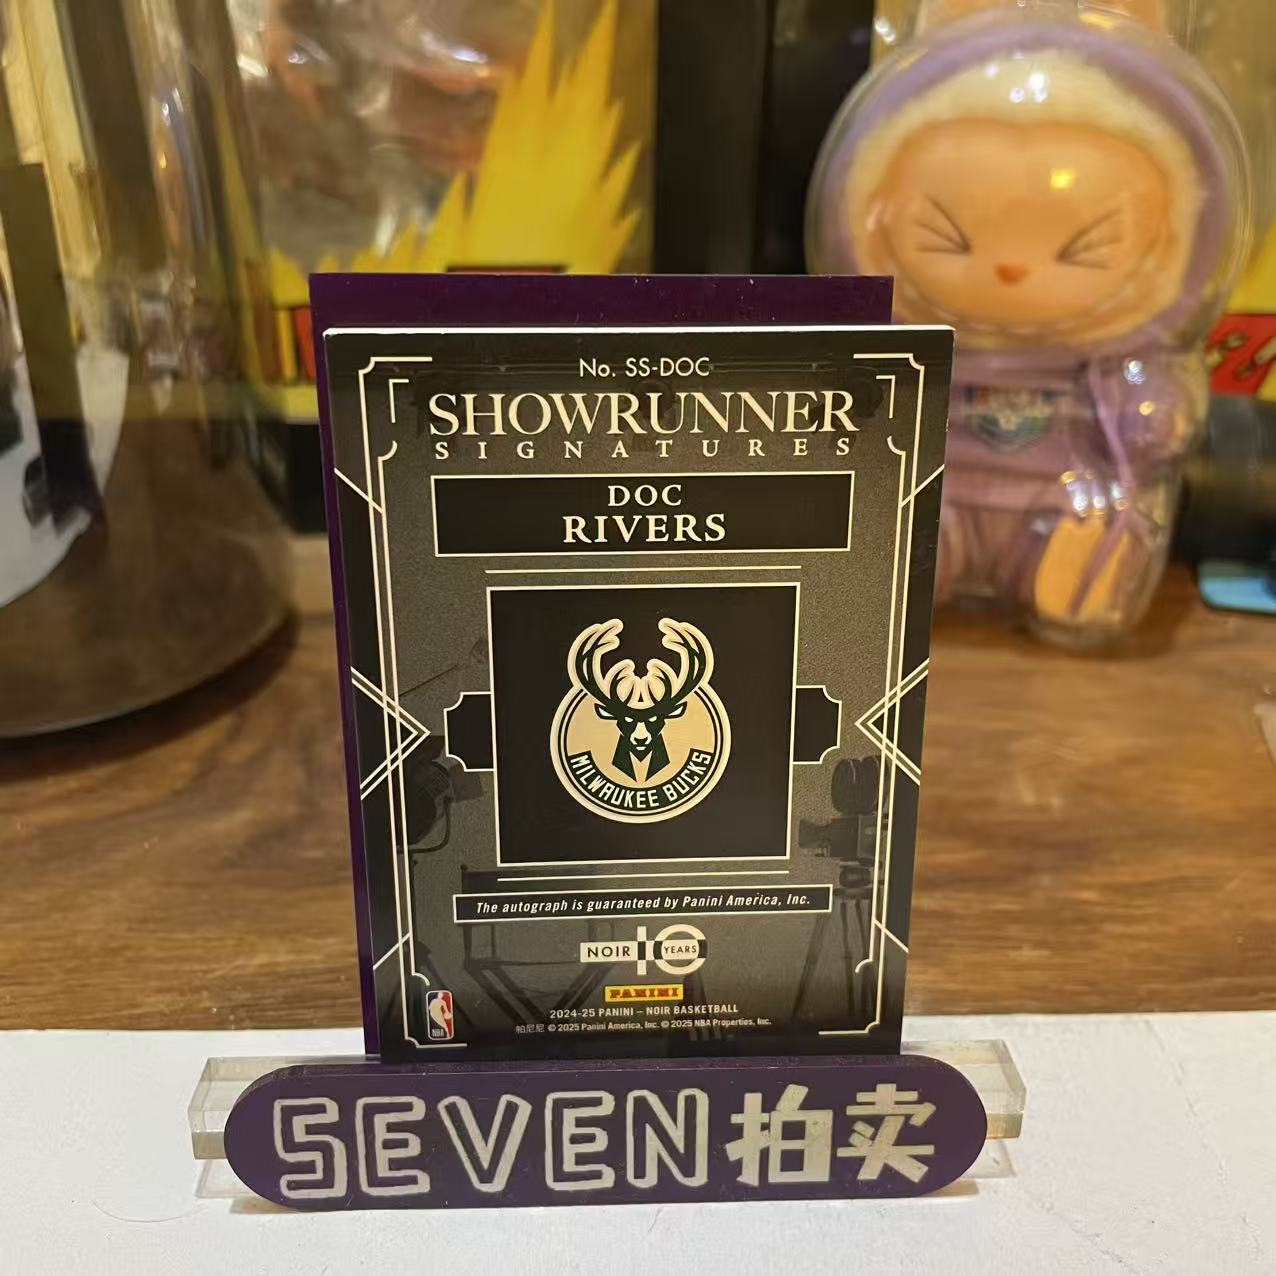 No. SS-DOC
SHOWRUNNER
SIGNATURES
DOC
RIVERS
MILWAUKEE BUCKS
The autograph is guaranteed by Panini America, Inc.
NOIR 10 YEARS
PANINI
2024-25 PANINI – NOIR BASKETBALL
帕尼尼 © 2025 Panini America, Inc. © 2025 NBA Properties, Inc.
NBA
SEVEN拍卖